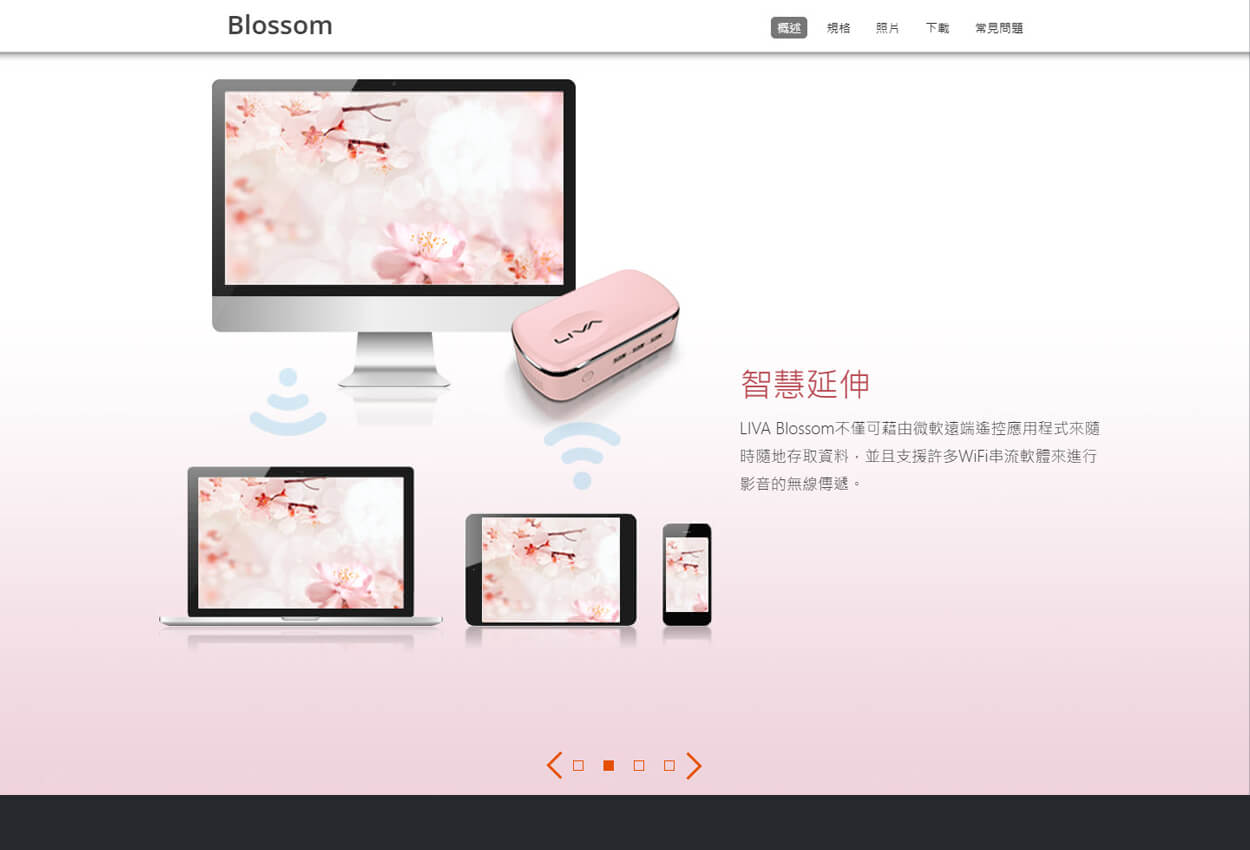 Blossom
概述 規格 照片 下載 常見問題
LIVA
智慧延伸
LIVA Blossom不僅可藉由微軟遠端遙控應用程式來隨
時隨地存取資料，並且支援許多WiFi串流軟體來進行
影音的無線傳遞。